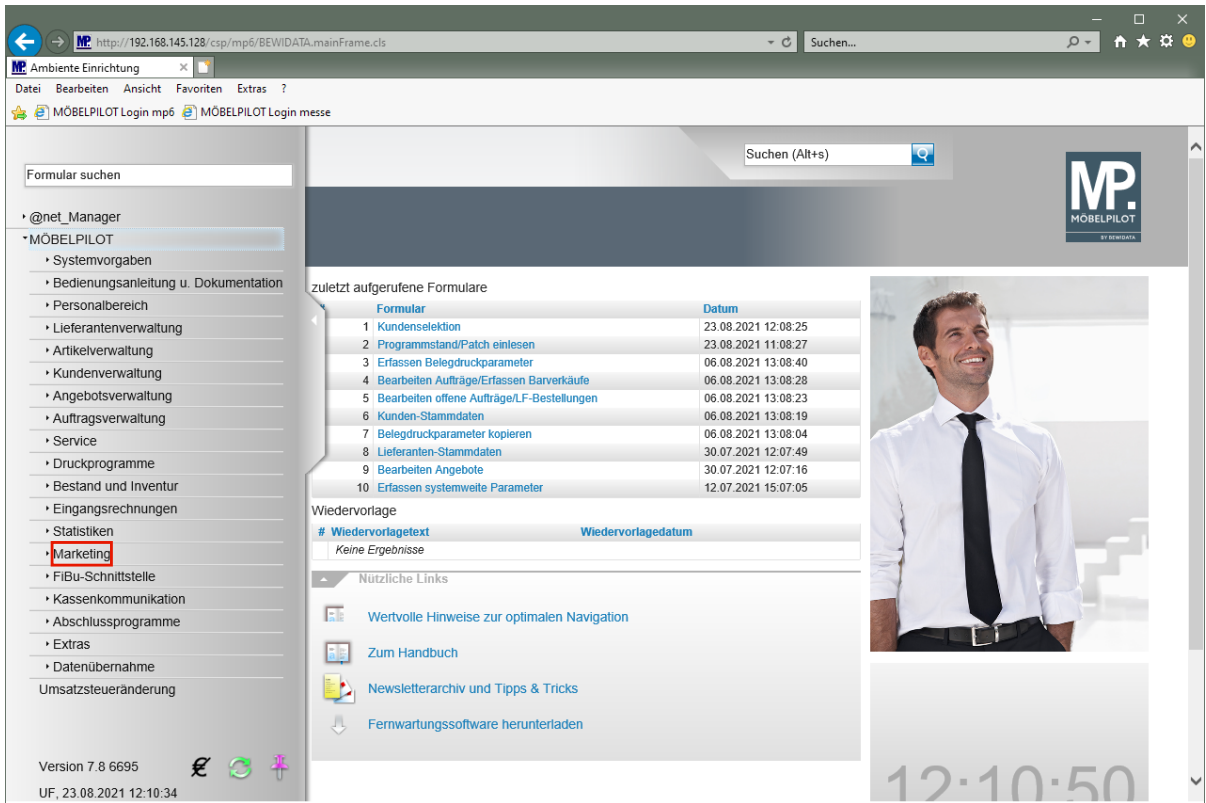 http://192.168.145.128/csp/mp6/BEWIDATA.mainFrame.cls
Suchen...
MP. Ambiente Einrichtung
Datei Bearbeiten Ansicht Favoriten Extras ?
MÖBELPILOT Login mp6 MÖBELPILOT Login messe
Suchen (Alt+s)
MP.
MÖBELPILOT
BY BEWIDATA
Formular suchen
@net_Manager
MÖBELPILOT
Systemvorgaben
Bedienungsanleitung u. Dokumentation
Personalbereich
Lieferantenverwaltung
Artikelverwaltung
Kundenverwaltung
Angebotsverwaltung
Auftragsverwaltung
Service
Druckprogramme
Bestand und Inventur
Eingangsrechnungen
Statistiken
Marketing
FiBu-Schnittstelle
Kassenkommunikation
Abschlussprogramme
Extras
Datenübernahme
Umsatzsteueränderung
Version 7.8 6695
UF, 23.08.2021 12:10:34
zuletzt aufgerufene Formulare
# Formular Datum
1 Kundenselektion 23.08.2021 12:08:25
2 Programmstand/Patch einlesen 23.08.2021 11:08:27
3 Erfassen Belegdruckparameter 06.08.2021 13:08:40
4 Bearbeiten Aufträge/Erfassen Barverkäufe 06.08.2021 13:08:28
5 Bearbeiten offene Aufträge/LF-Bestellungen 06.08.2021 13:08:23
6 Kunden-Stammdaten 06.08.2021 13:08:19
7 Belegdruckparameter kopieren 06.08.2021 13:08:04
8 Lieferanten-Stammdaten 30.07.2021 12:07:49
9 Bearbeiten Angebote 30.07.2021 12:07:16
10 Erfassen systemweite Parameter 12.07.2021 15:07:05
Wiedervorlage
# Wiedervorlagetext Wiedervorlagedatum
Keine Ergebnisse
Nützliche Links
Wertvolle Hinweise zur optimalen Navigation
Zum Handbuch
Newsletterarchiv und Tipps & Tricks
Fernwartungssoftware herunterladen
12:10:50